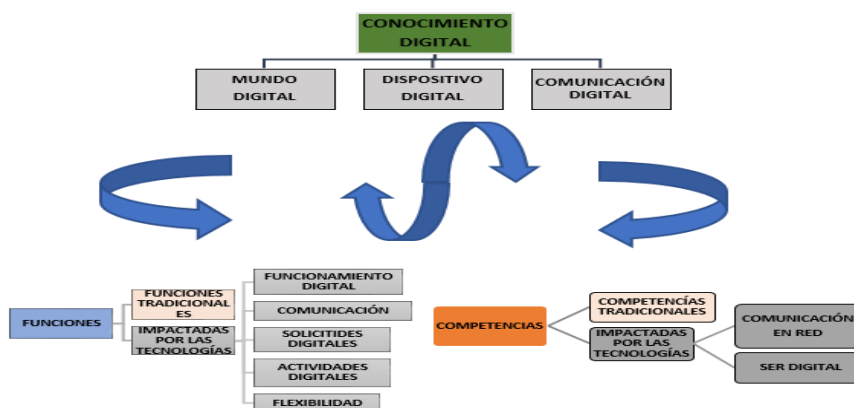 CONOCIMIENTO
DIGITAL
MUNDO
DIGITAL
DISPOSITIVO
DIGITAL
COMUNICACIÓN
DIGITAL
FUNCIONES
FUNCIONES
TRADICIONAL
ES
IMPACTADAS
POR LAS
TECNOLOGÍAS
FUNCIONAMIENTO
DIGITAL
COMUNICACIÓN
SOLICITIDES
DIGITALES
ACTIVIDADES
DIGITALES
FLEXIBILIDAD
COMPETENCIAS
COMPETENCÍAS
TRADICIONALES
IMPACTADAS
POR LAS
TECNOLOGÍAS
COMUNICACIÓN
EN RED
SER DIGITAL